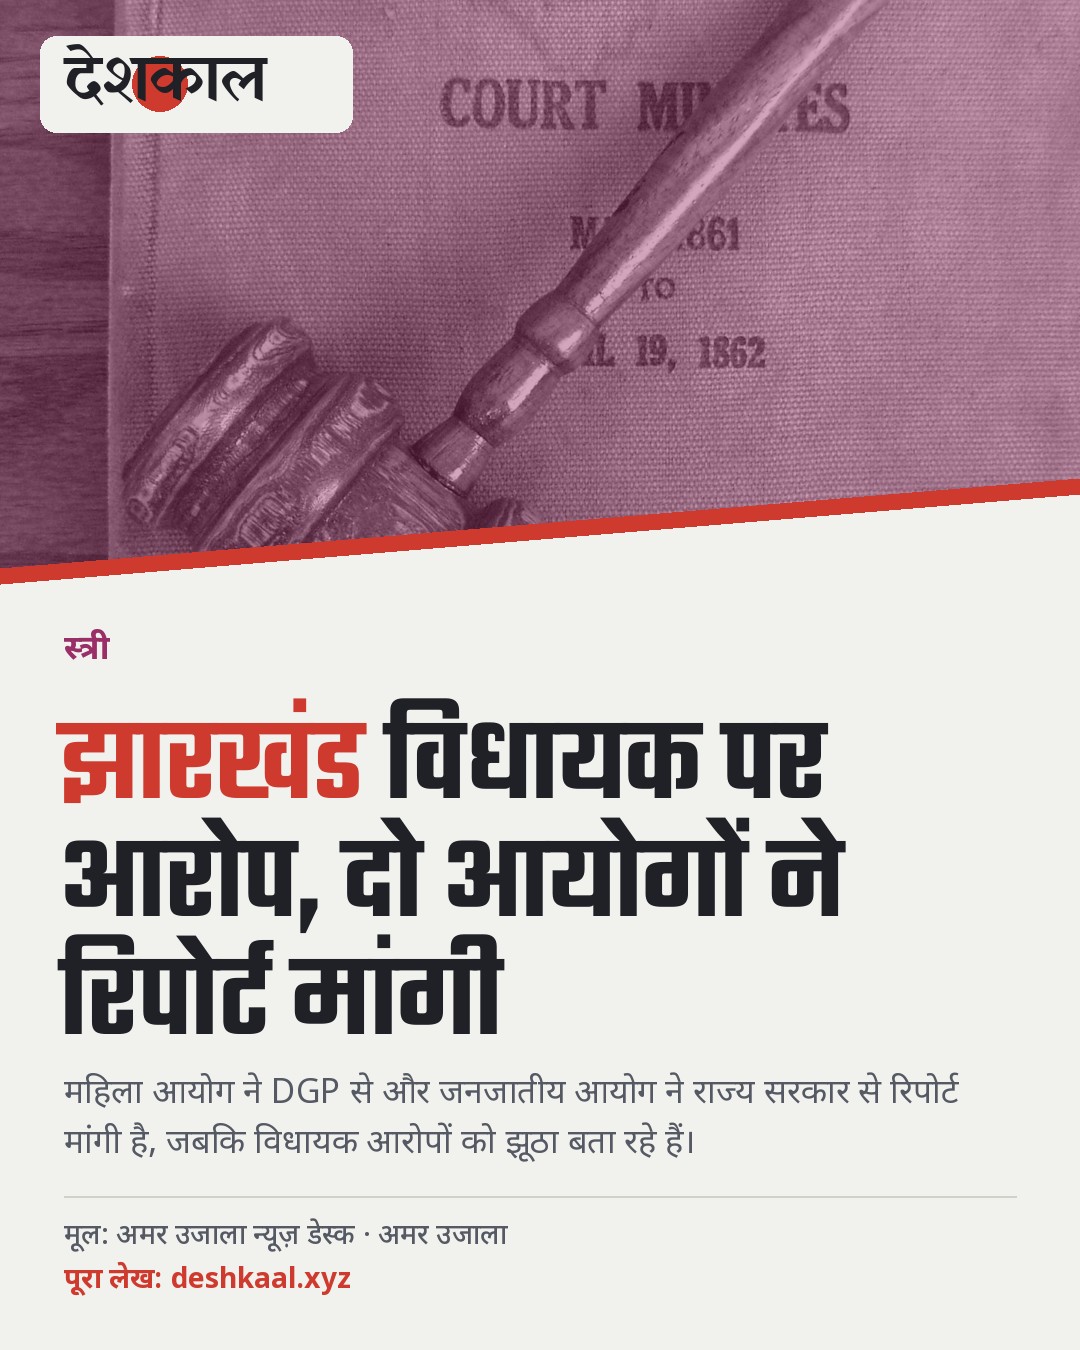 देशकाल
COURT
1861
TO
19, 1862
स्त्री
झारखंड विधायक पर
आरोप, दो आयोगों ने
रिपोर्ट मांगी
महिला आयोग ने DGP से और जनजातीय आयोग ने राज्य सरकार से रिपोर्ट
मांगी है, जबकि विधायक आरोपों को झूठा बता रहे हैं।
मूल: अमर उजाला न्यूज़ डेस्क · अमर उजाला
पूरा लेख: deshkaal.xyz